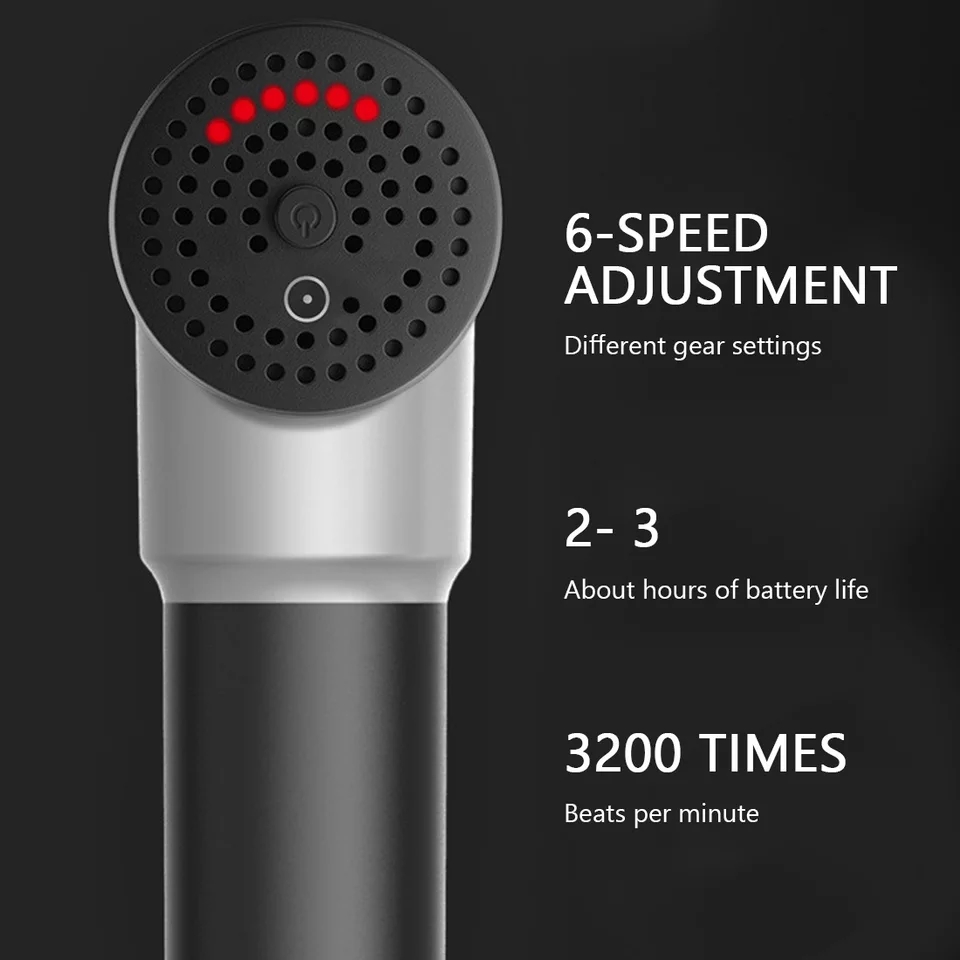 6-SPEED
ADJUSTMENT
Different gear settings
2- 3
About hours of battery life
3200 TIMES
Beats per minute